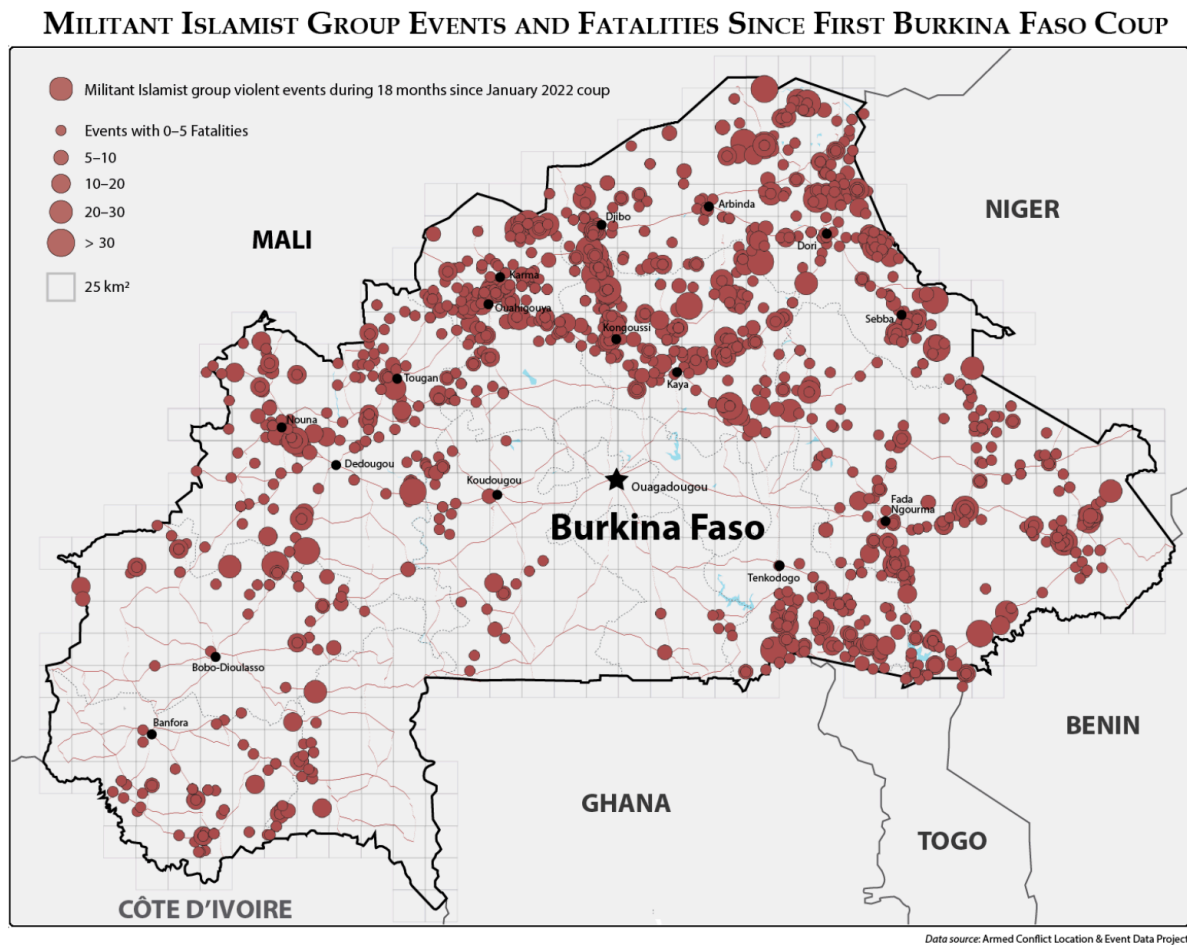 MILITANT ISLAMIST GROUP EVENTS AND FATALITIES SINCE FIRST BURKINA FASO COUP
Militant Islamist group violent events during 18 months since January 2022 coup
Events with 0–5 Fatalities
5–10
10–20
20–30
> 30
25 km²
MALI
NIGER
Arbinda
Djibo
Dori
Karma
Ouahigouya
Sebba
Kongoussi
Tougan
Kaya
Nouna
Dedougou
Koudougou
Ouagadougou
Fada
Ngourma
Burkina Faso
Tenkodogo
Bobo-Dioulasso
Banfora
BENIN
GHANA
TOGO
CÔTE D'IVOIRE
Data source: Armed Conflict Location & Event Data Project